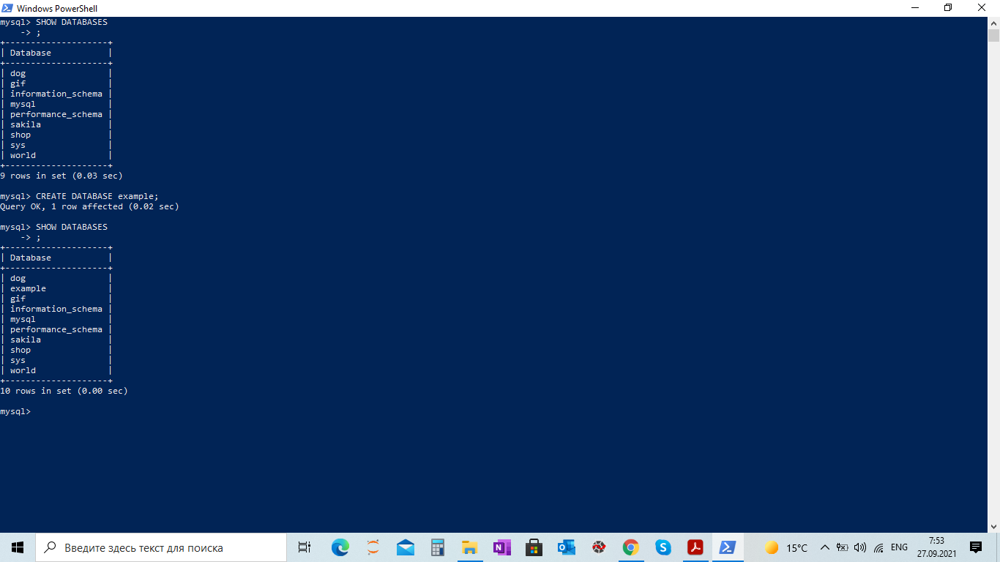 Windows PowerShell
mysql> SHOW DATABASES
    -> ;
+--------------------+
| Database           |
+--------------------+
| dog                |
| gif                |
| information_schema |
| mysql              |
| performance_schema |
| sakila             |
| shop               |
| sys                |
| world              |
+--------------------+
9 rows in set (0.03 sec)

mysql> CREATE DATABASE example;
Query OK, 1 row affected (0.02 sec)

mysql> SHOW DATABASES
    -> ;
+--------------------+
| Database           |
+--------------------+
| dog                |
| example            |
| gif                |
| information_schema |
| mysql              |
| performance_schema |
| sakila             |
| shop               |
| sys                |
| world              |
+--------------------+
10 rows in set (0.00 sec)

mysql>
Введите здесь текст для поиска
15°C
ENG
7:53
27.09.2021